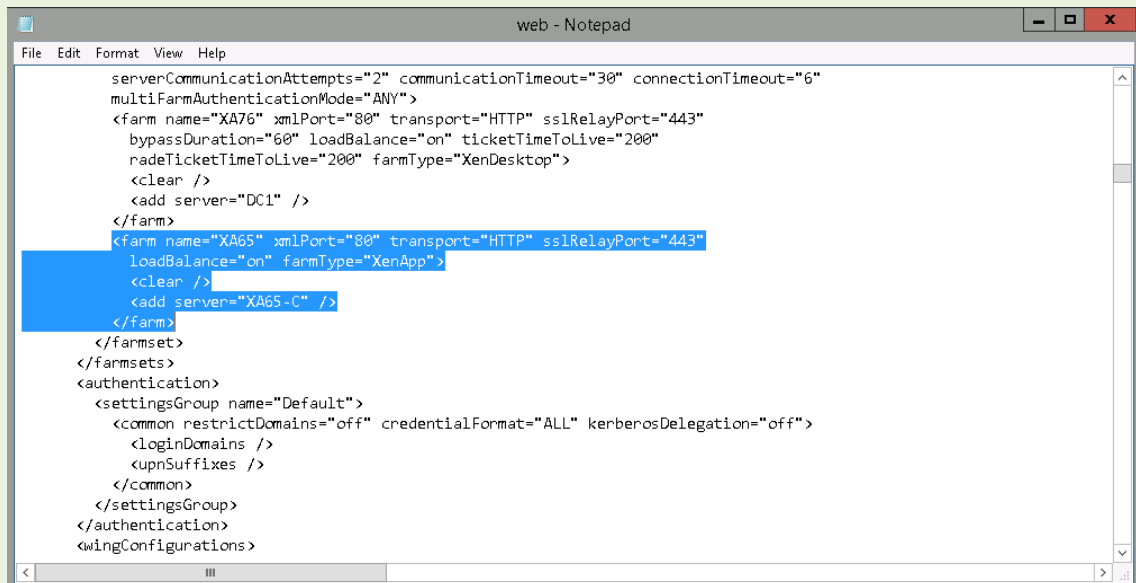 web - Notepad
File Edit Format View Help
serverCommunicationAttempts="2" communicationTimeout="30" connectionTimeout="6"
multiFarmAuthenticationMode="ANY">
<farm name="XA76" xmlPort="80" transport="HTTP" sslRelayPort="443"
bypassDuration="60" loadBalance="on" ticketTimeToLive="200"
radeTicketTimeToLive="200" farmType="XenDesktop">
<clear />
<add server="DC1" />
</farm>
<farm name="XA65" xmlPort="80" transport="HTTP" sslRelayPort="443"
loadBalance="on" farmType="XenApp">
<clear />
<add server="XA65-C" />
</farm>
</farmset>
</farmsets>
<authentication>
<settingsGroup name="Default">
<common restrictDomains="off" credentialFormat="ALL" kerberosDelegation="off">
<loginDomains />
<upnSuffixes />
</common>
</settingsGroup>
</authentication>
<wingConfigurations>